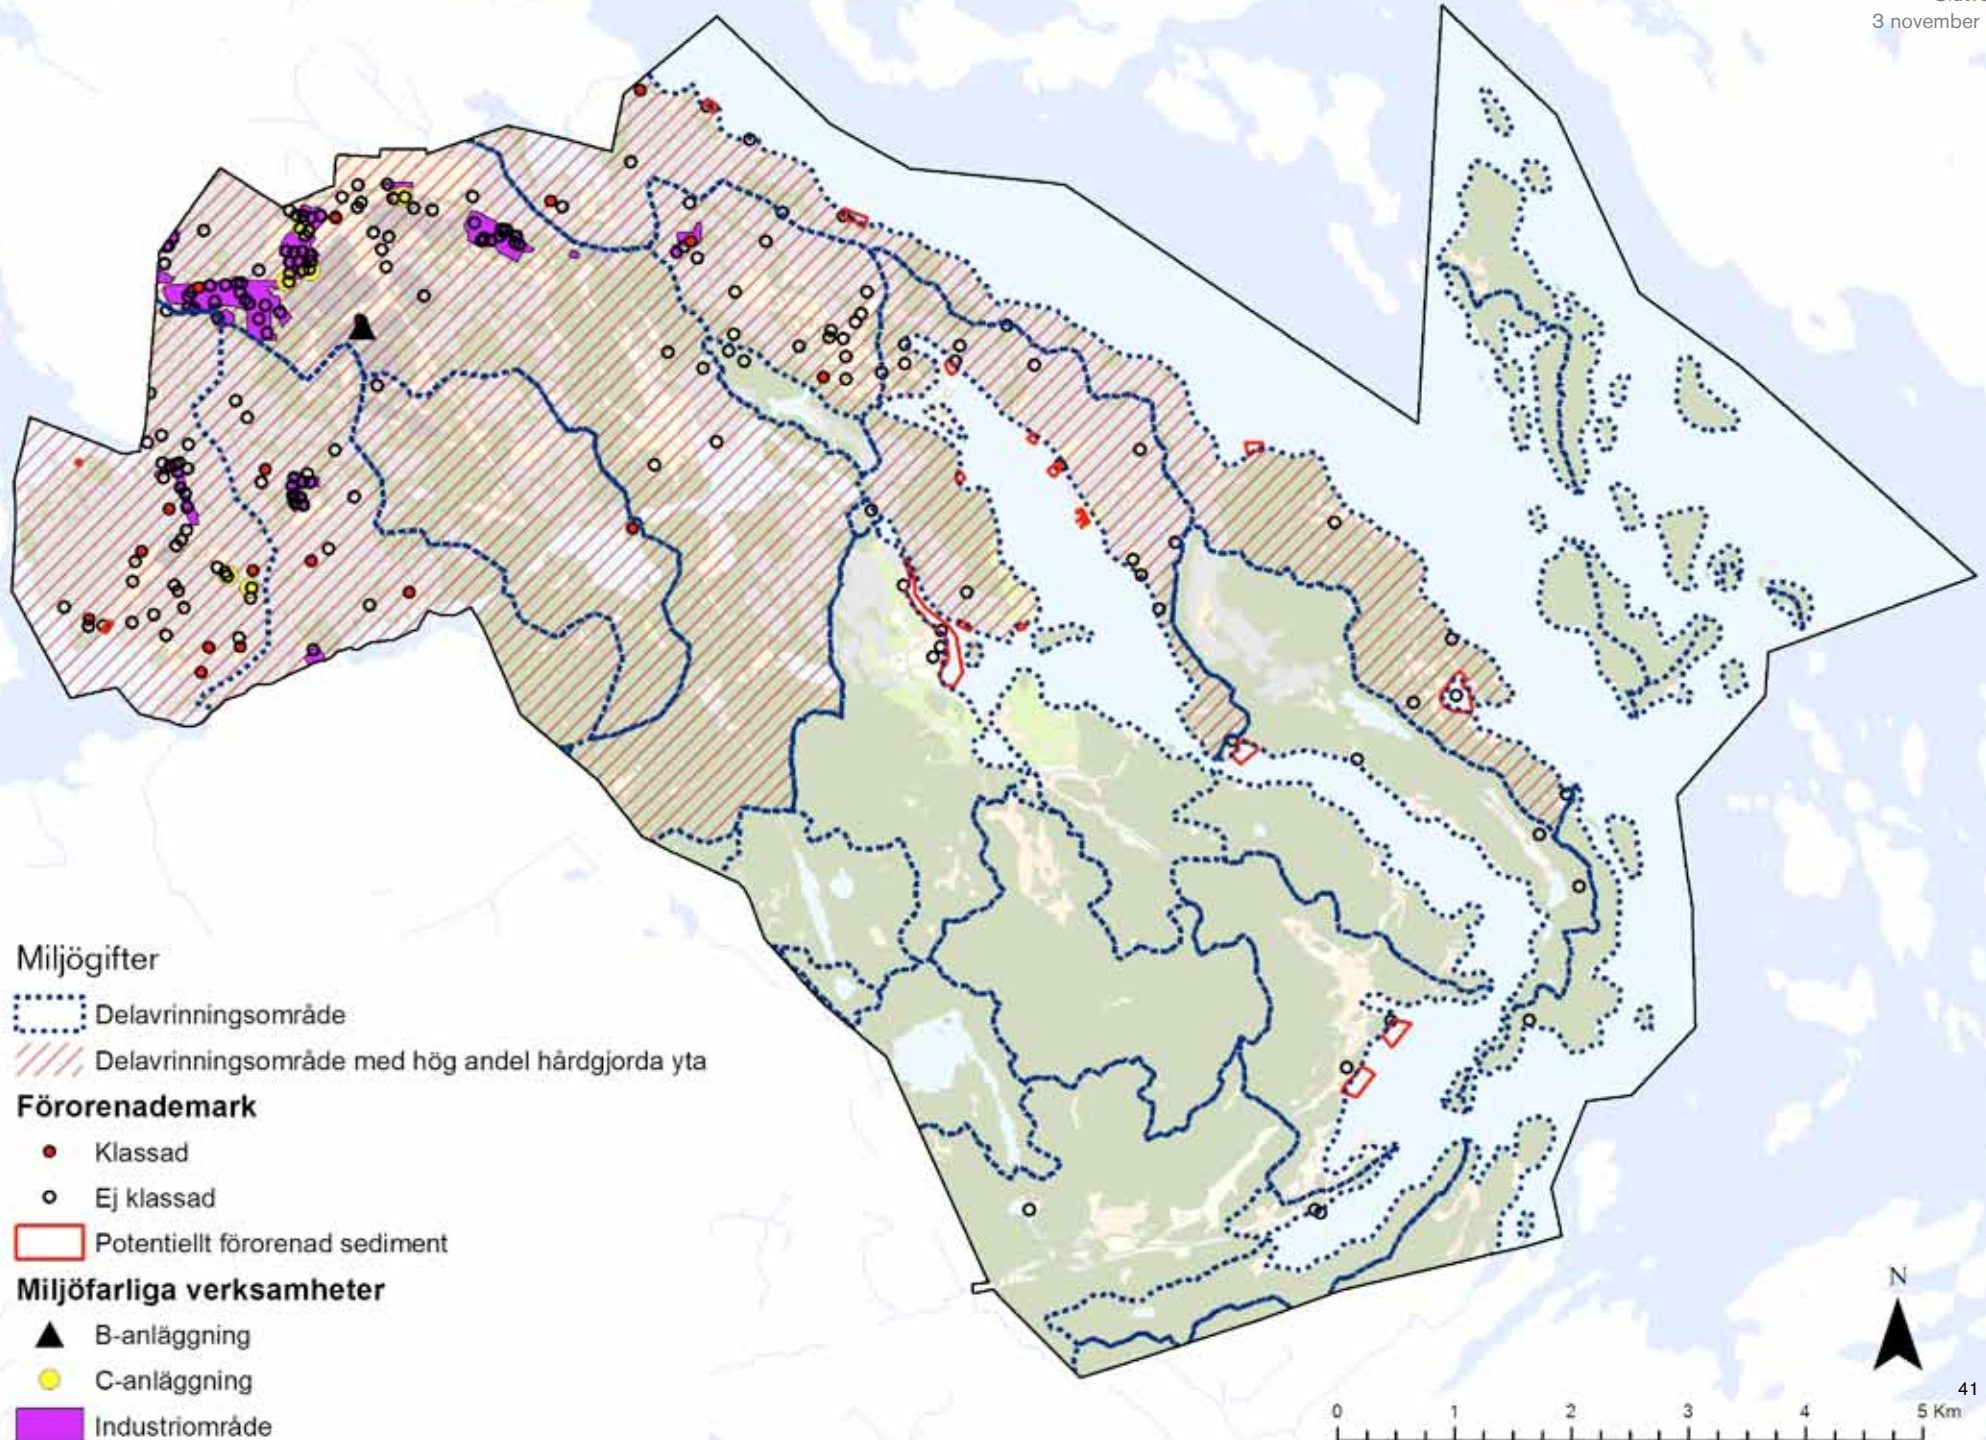 3 november
Miljögifter
Delavrinningsområde
Delavrinningsområde med hög andel hårdgjorda yta
Förorenademark
Klassad
Ej klassad
Potentiellt förorenad sediment
Miljöfarliga verksamheter
B-anläggning
C-anläggning
Industriområde
N
41
0 1 2 3 4 5 Km